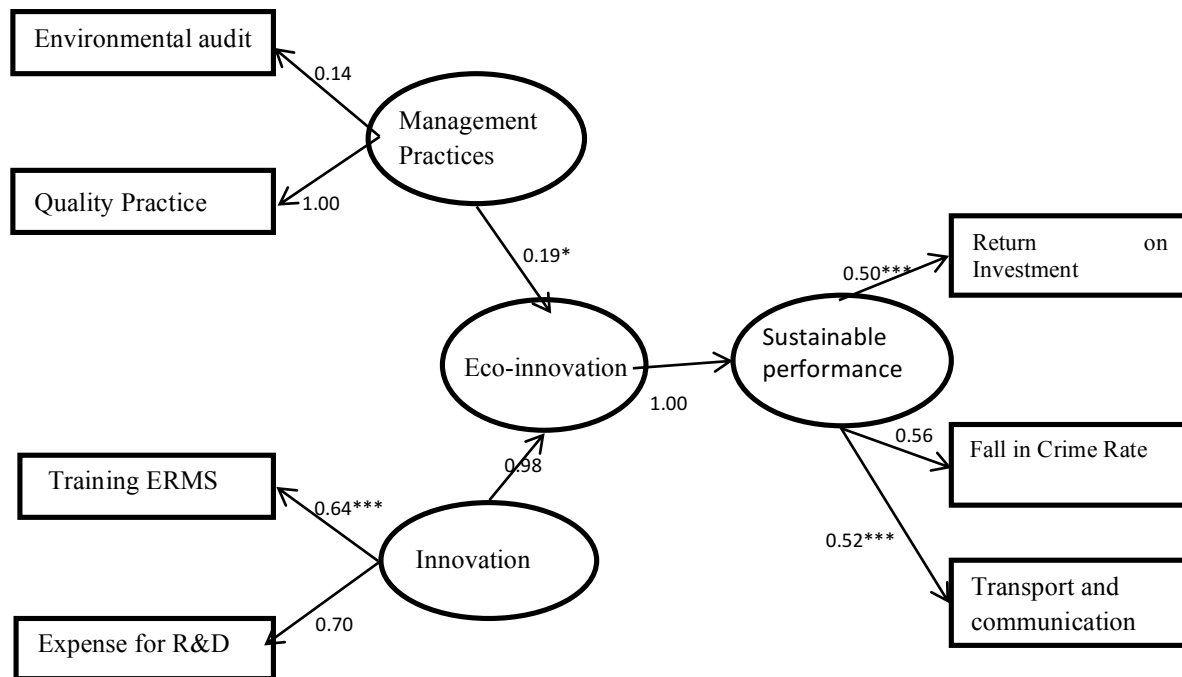 Environmental audit
0.14
Management
Practices
Quality Practice
1.00
0.19*
Return on
Investment
0.50***
Sustainable
performance
Eco-innovation
1.00
0.56
Fall in Crime Rate
0.98
Training ERMS
0.64***
0.52***
Innovation
Transport and
communication
0.70
Expense for R&D